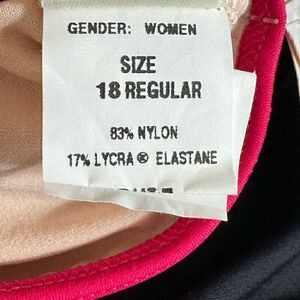 GENDER: WOMEN
SIZE
18 REGULAR
83% NYLON
17% LYCRA® ELASTANE